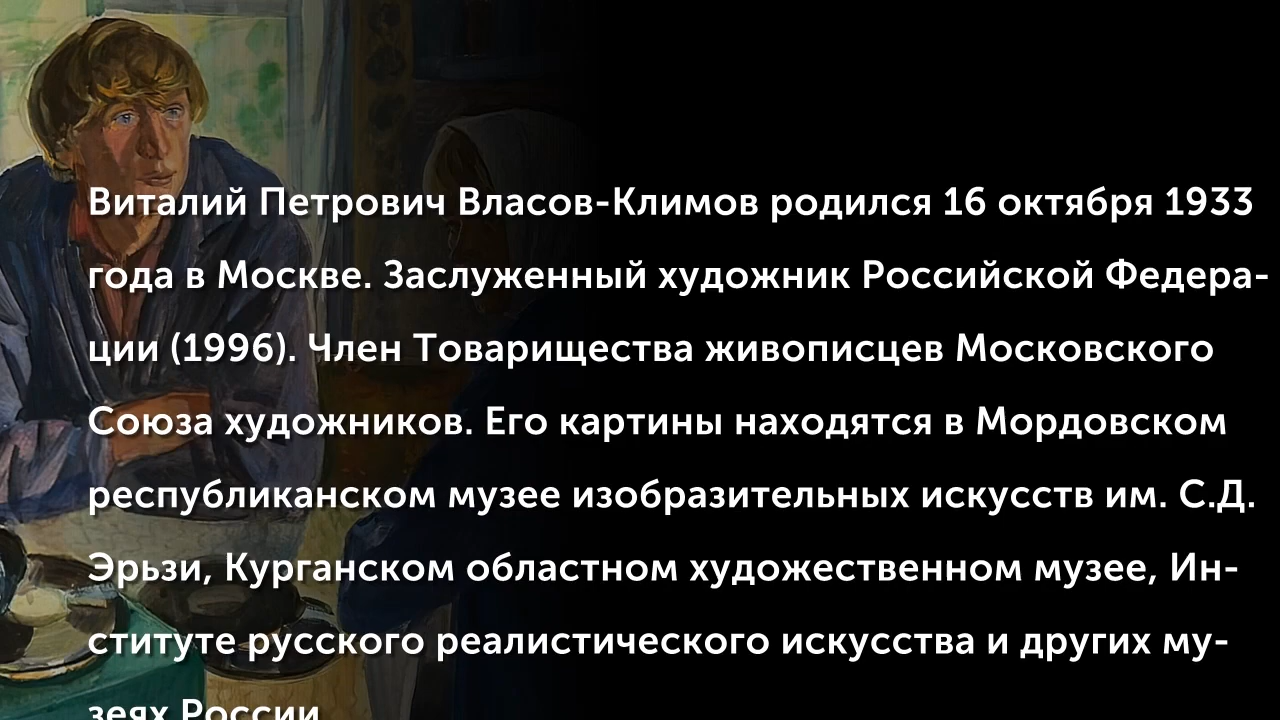 Виталий Петрович Власов-Климов родился 16 октября 1933
года в Москве. Заслуженный художник Российской Федера-
ции (1996). Член Товарищества живописцев Московского
Союза художников. Его картины находятся в Мордовском
республиканском музее изобразительных искусств им. С.Д.
Эрьзи, Курганском областном художественном музее, Ин-
ституте русского реалистического искусства и других му-
зеях России